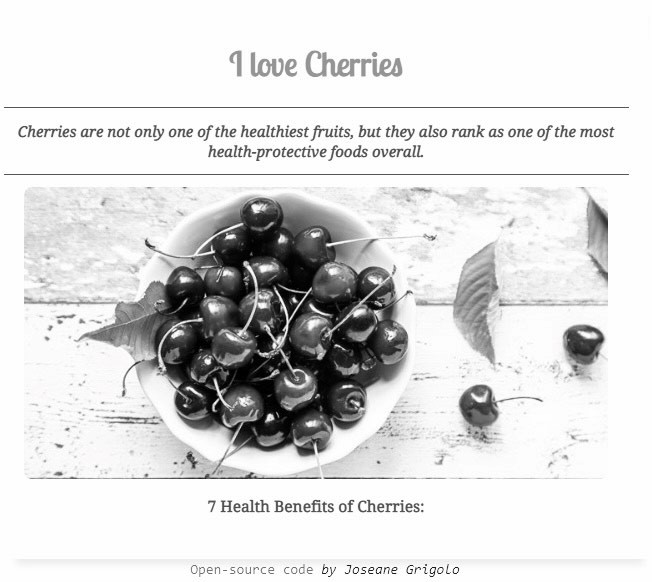 I love Cherries
Cherries are not only one of the healthiest fruits, but they also rank as one of the most
health-protective foods overall.
7 Health Benefits of Cherries:
Open-source code by Joseane Grigolo